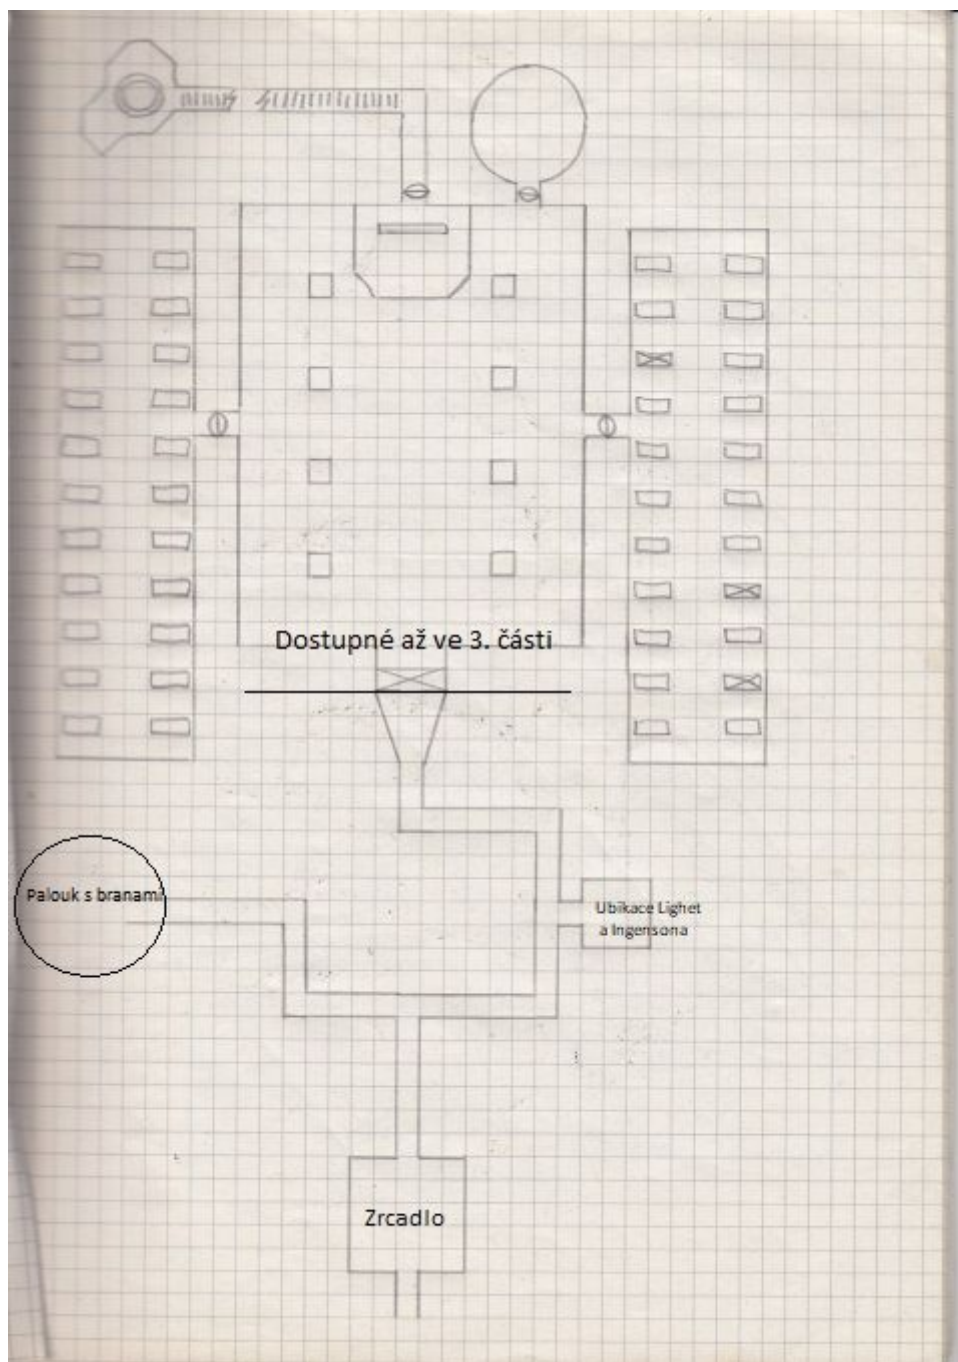 Dostupné až ve 3. části
Palouk s branami
Ubikace Lighet
a Ingensona
Zrcadlo